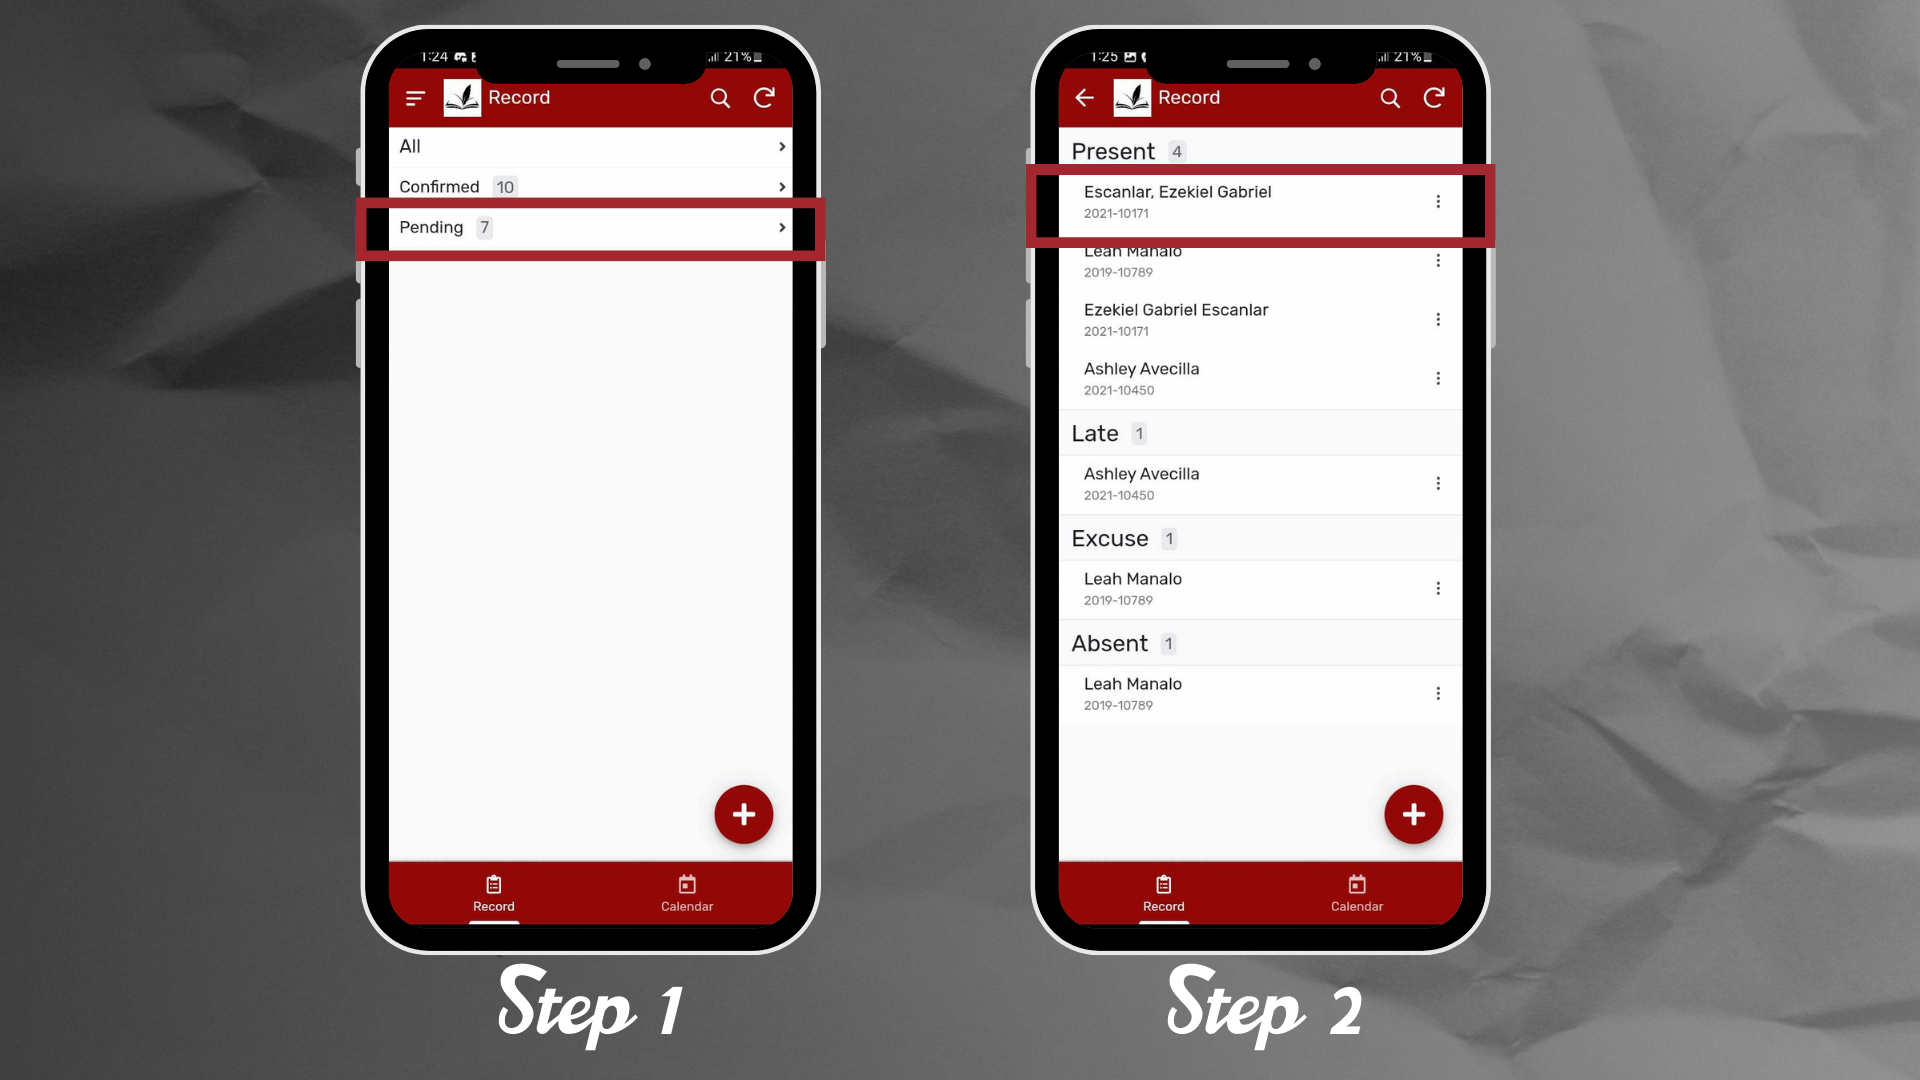 1:24
21%
Record
All
Confirmed 10
Pending 7
Record
Calendar
Step 1
1:25
21%
Record
Present 4
Escanlar, Ezekiel Gabriel
2021-10171
Leah Manalo
2019-10789
Ezekiel Gabriel Escanlar
2021-10171
Ashley Avecilla
2021-10450
Late 1
Ashley Avecilla
2021-10450
Excuse 1
Leah Manalo
2019-10789
Absent 1
Leah Manalo
2019-10789
Record
Calendar
Step 2